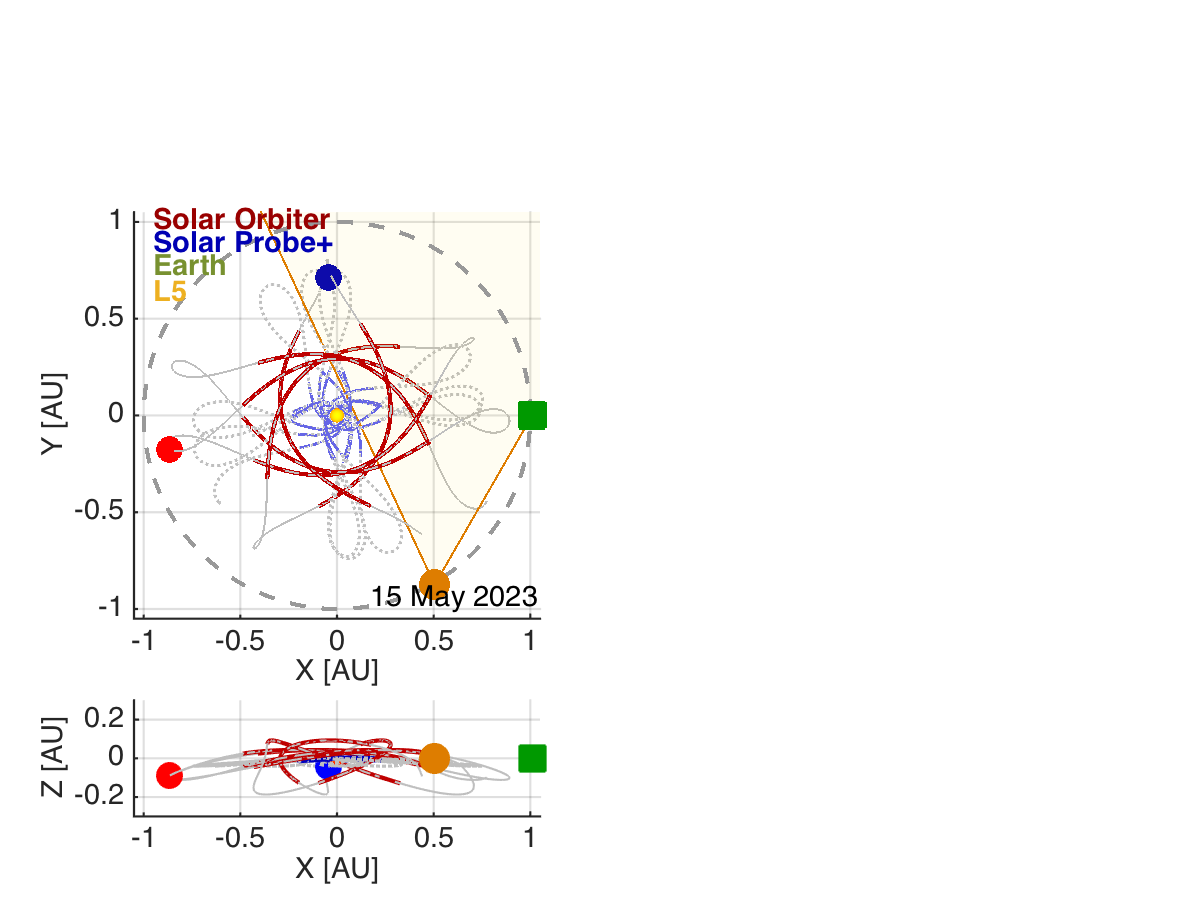 Solar Orbiter
Solar Probe+
Earth
L5
1
0.5
0
-0.5
-1
Y [AU]
15 May 2023
-1 -0.5 0 0.5 1
X [AU]
0.2
0
-0.2
Z [AU]
-1 -0.5 0 0.5 1
X [AU]